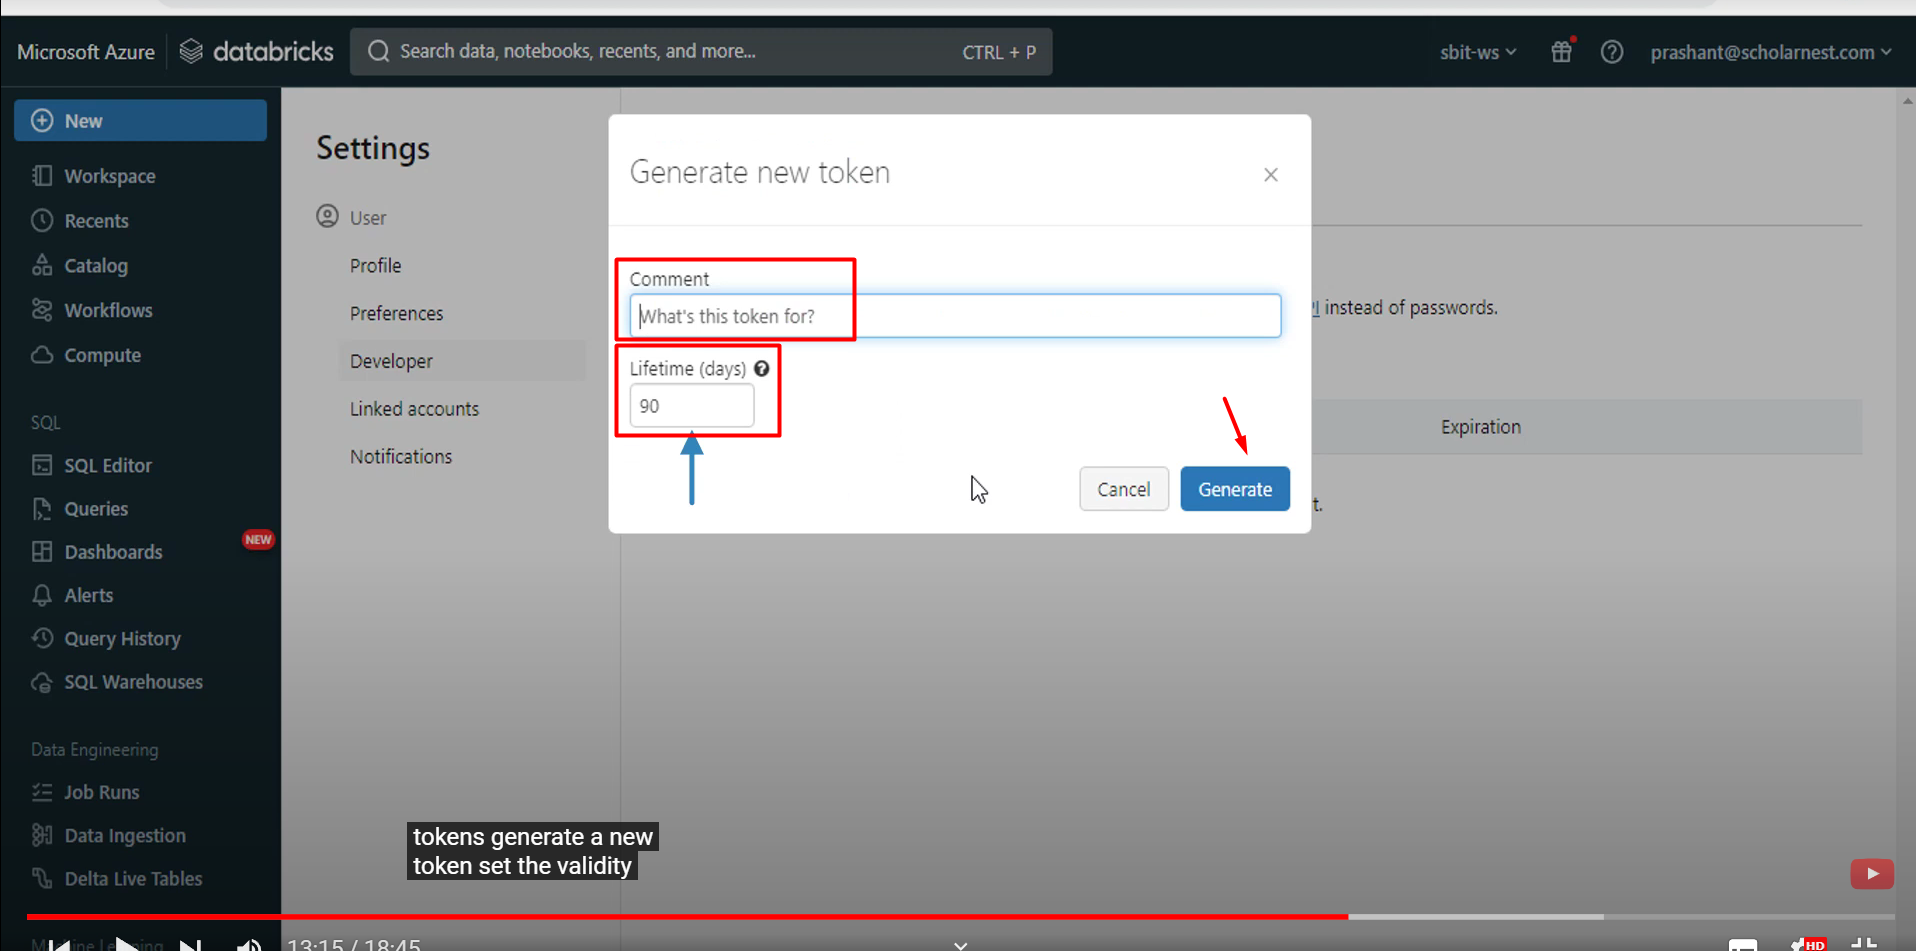 Microsoft Azure databricks Search data, notebooks, recents, and more... CTRL + P sbit-ws prashant@scholarnest.com
New
Workspace
Recents
Catalog
Workflows
Compute
SQL
SQL Editor
Queries
Dashboards NEW
Alerts
Query History
SQL Warehouses
Data Engineering
Job Runs
Data Ingestion
Delta Live Tables
Machine Learning
Settings
User
Profile
Preferences
Developer
Linked accounts
Notifications
Generate new token
Comment
What's this token for?
Lifetime (days)
90
Cancel Generate
instead of passwords.
Expiration
t.
tokens generate a new
token set the validity
13:15 / 18:45
HD